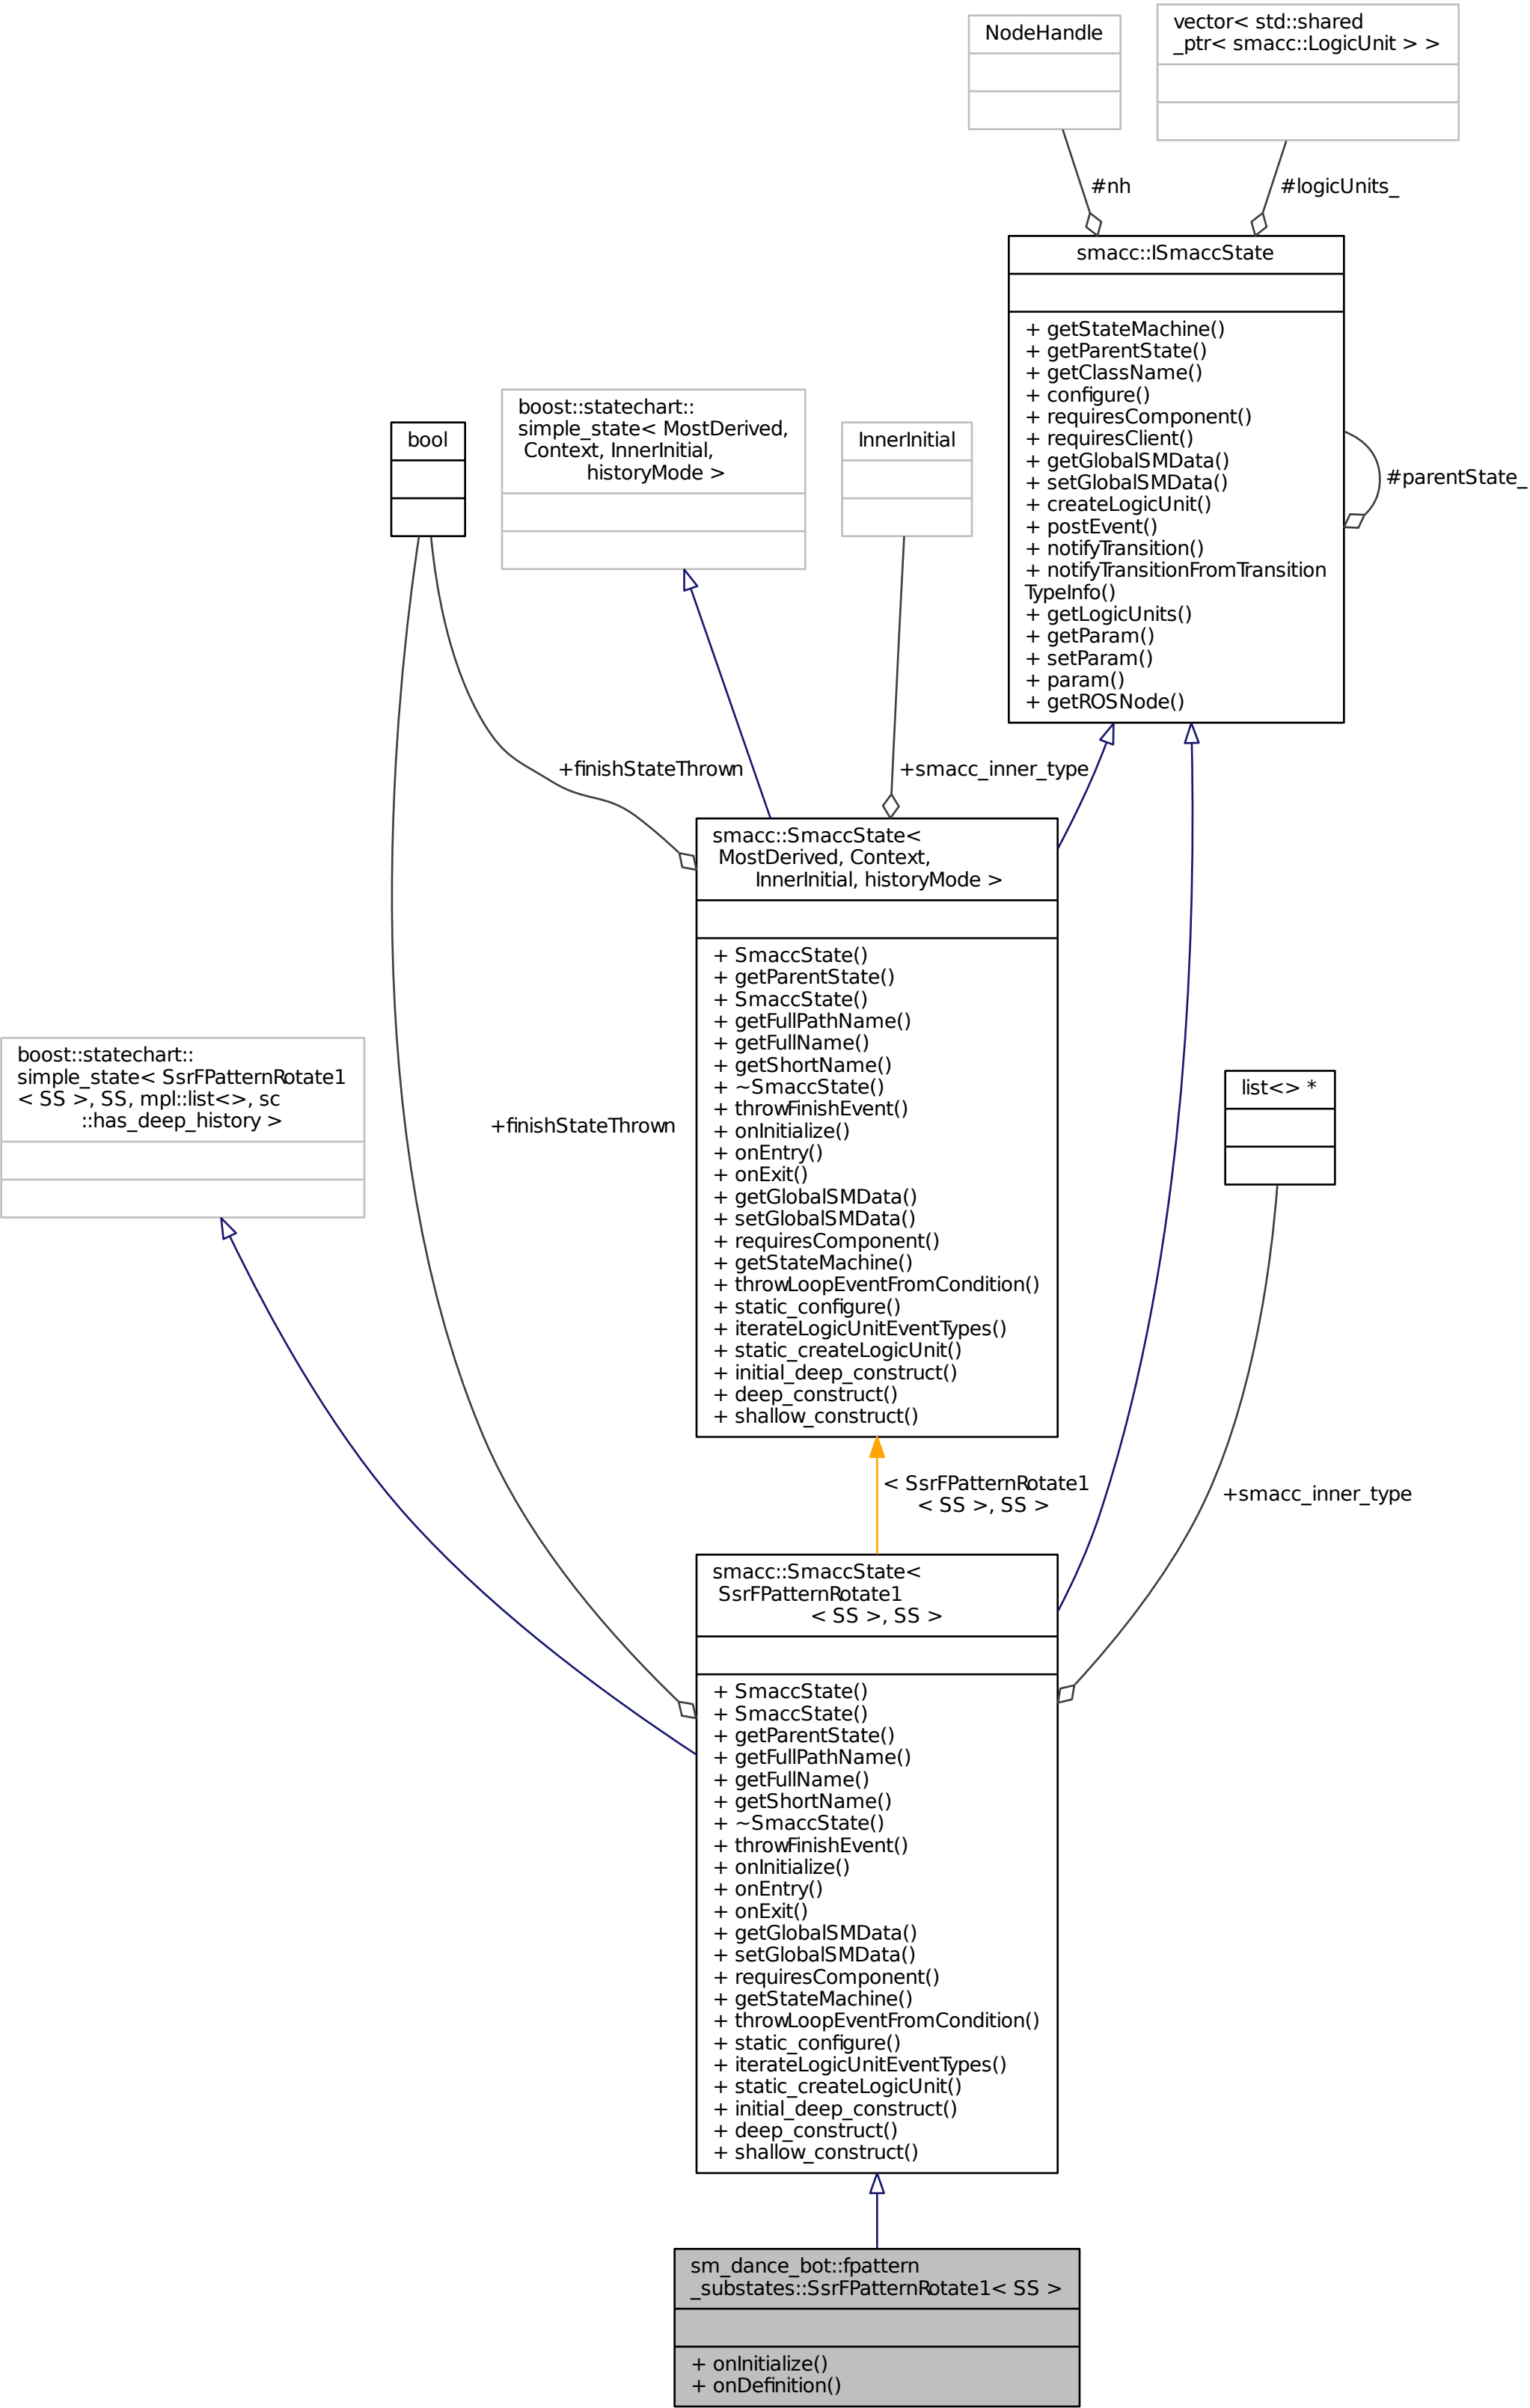 NodeHandle
vector< std::shared
_ptr< smacc::LogicUnit > >
#nh
#logicUnits_
smacc::ISmaccState
+ getStateMachine()
+ getParentState()
+ getClassName()
+ configure()
+ requiresComponent()
+ requiresClient()
+ getGlobalSMData()
+ setGlobalSMData()
+ createLogicUnit()
+ postEvent()
+ notifyTransition()
+ notifyTransitionFromTransition
TypeInfo()
+ getLogicUnits()
+ getParam()
+ setParam()
+ param()
+ getROSNode()
#parentState_
bool
boost::statechart::
simple_state< MostDerived,
Context, InnerInitial,
historyMode >
InnerInitial
+finishStateThrown
+smacc_inner_type
smacc::SmaccState<
MostDerived, Context,
InnerInitial, historyMode >
+ SmaccState()
+ getParentState()
+ SmaccState()
+ getFullPathName()
+ getFullName()
+ getShortName()
+ ~SmaccState()
+ throwFinishEvent()
+ onInitialize()
+ onEntry()
+ onExit()
+ getGlobalSMData()
+ setGlobalSMData()
+ requiresComponent()
+ getStateMachine()
+ throwLoopEventFromCondition()
+ static_configure()
+ iterateLogicUnitEventTypes()
+ static_createLogicUnit()
+ initial_deep_construct()
+ deep_construct()
+ shallow_construct()
boost::statechart::
simple_state< SsrFPatternRotate1
< SS >, SS, mpl::list<>, sc
::has_deep_history >
+finishStateThrown
list<> *
< SsrFPatternRotate1
< SS >, SS >
+smacc_inner_type
smacc::SmaccState<
SsrFPatternRotate1
< SS >, SS >
+ SmaccState()
+ SmaccState()
+ getParentState()
+ getFullPathName()
+ getFullName()
+ getShortName()
+ ~SmaccState()
+ throwFinishEvent()
+ onInitialize()
+ onEntry()
+ onExit()
+ getGlobalSMData()
+ setGlobalSMData()
+ requiresComponent()
+ getStateMachine()
+ throwLoopEventFromCondition()
+ static_configure()
+ iterateLogicUnitEventTypes()
+ static_createLogicUnit()
+ initial_deep_construct()
+ deep_construct()
+ shallow_construct()
sm_dance_bot::fpattern
_substates::SsrFPatternRotate1< SS >
+ onInitialize()
+ onDefinition()